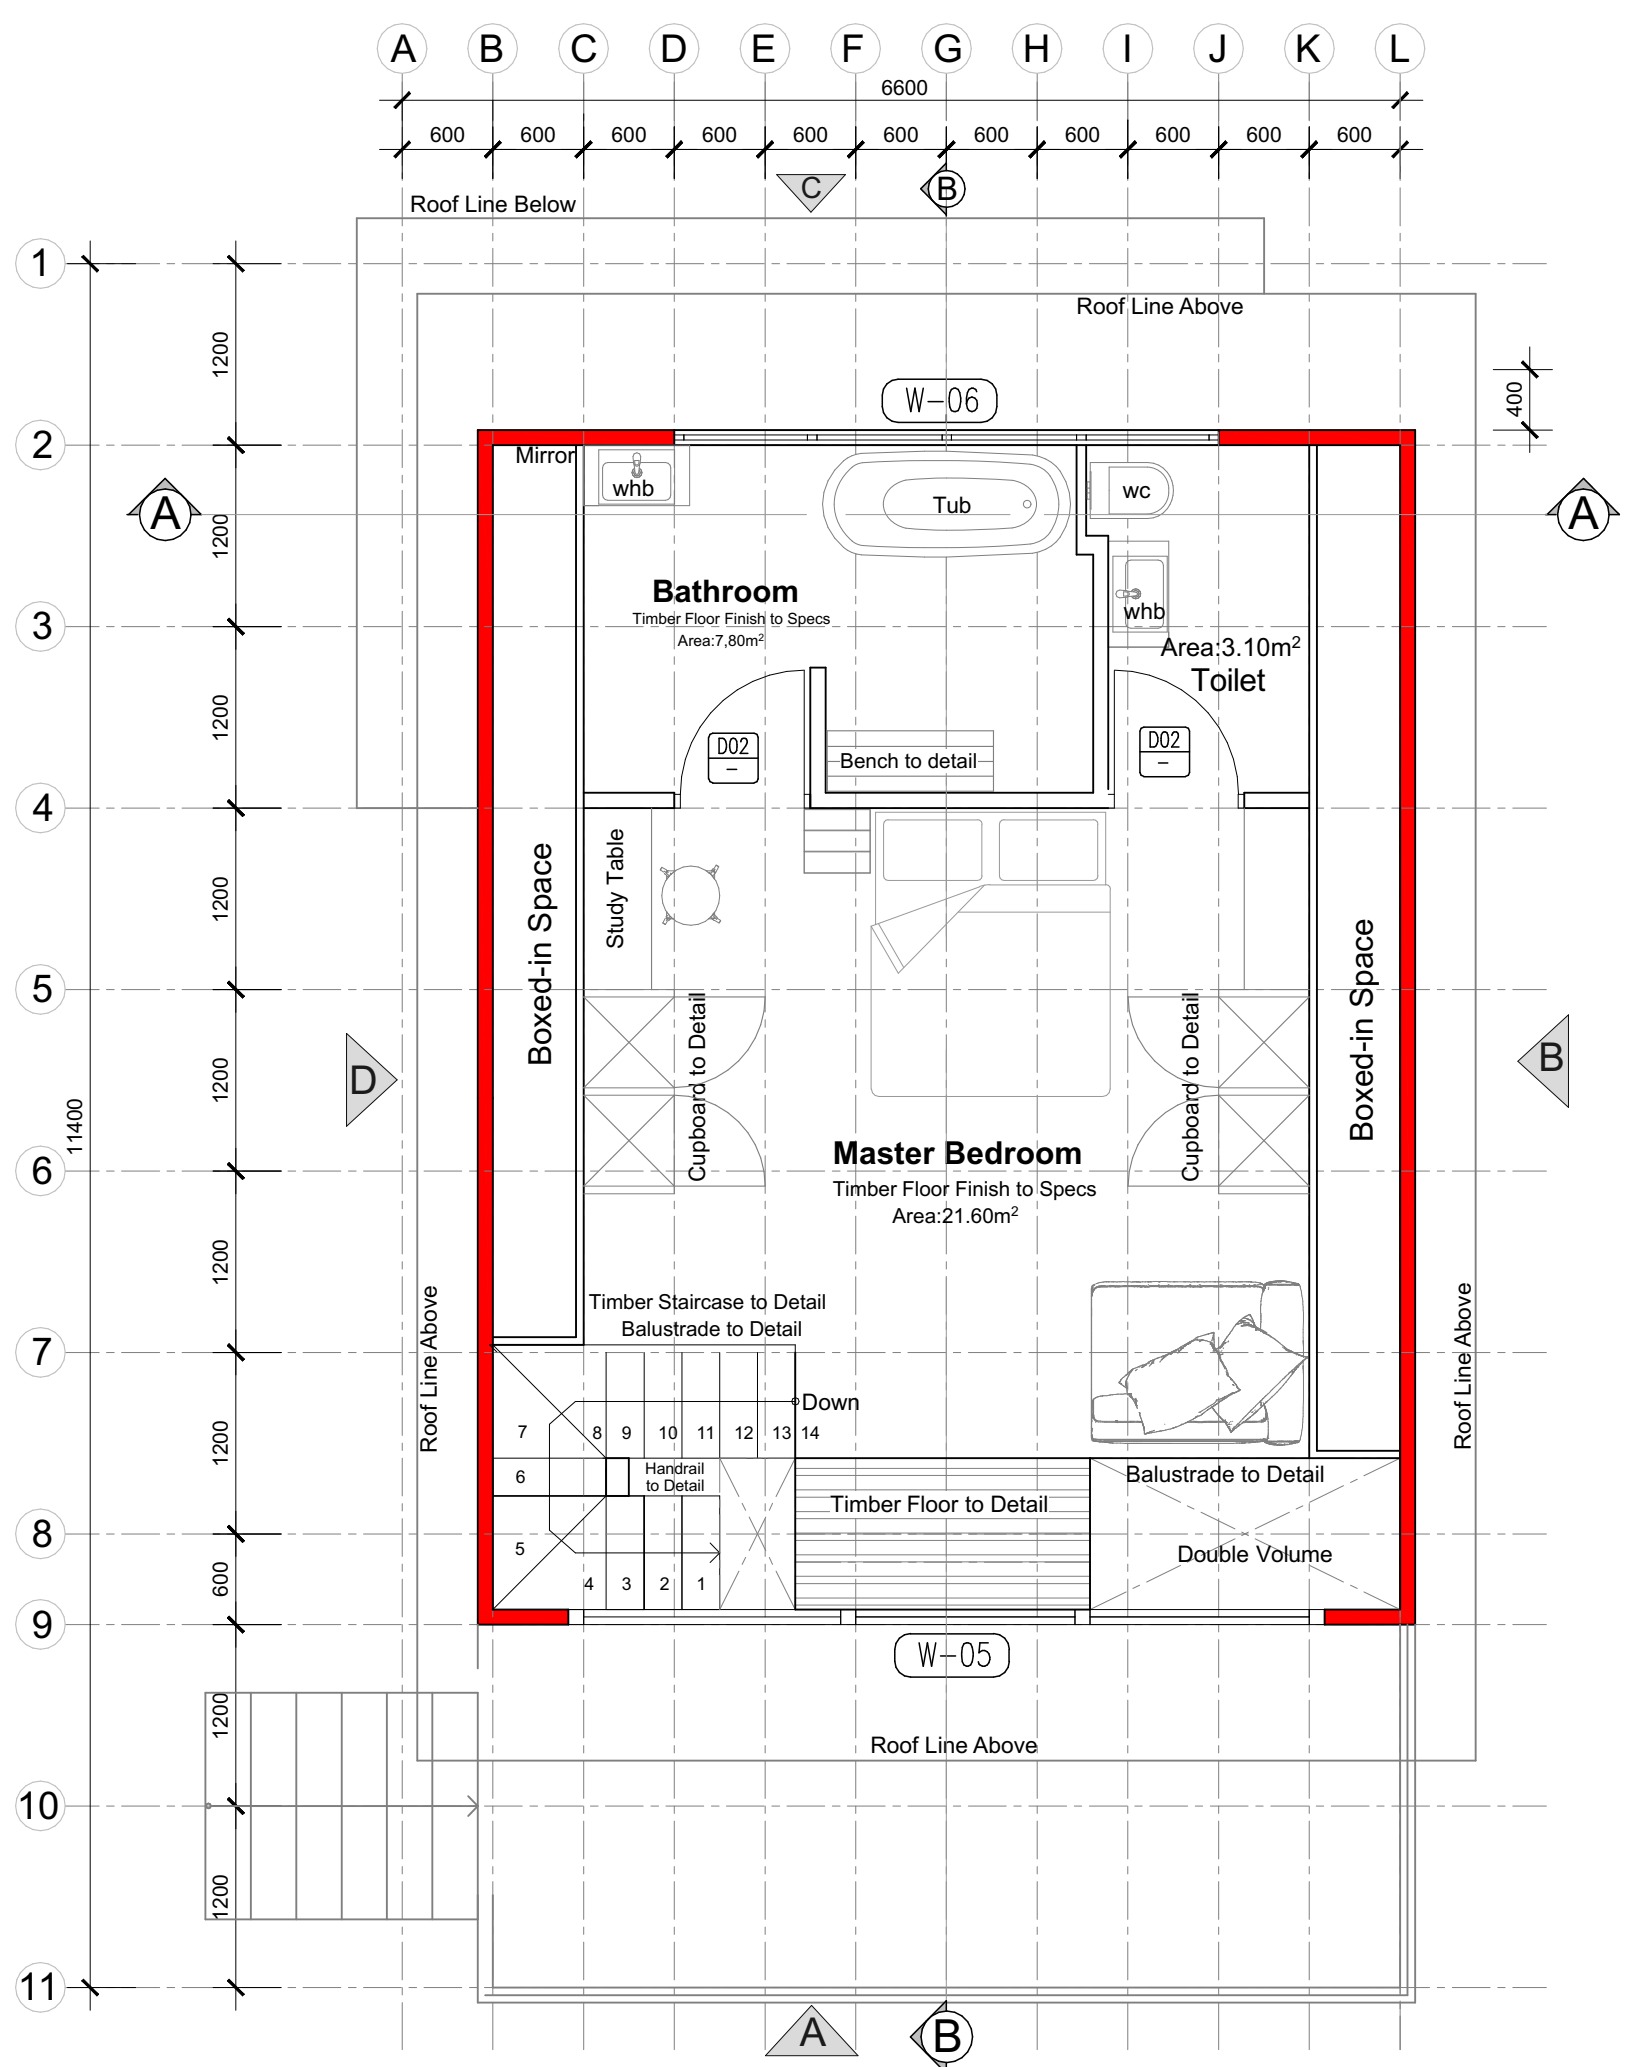 A B C D E F G H I J K L
6600
600 600 600 600 600 600 600 600 600 600 600
C
B
Roof Line Below
1
Roof Line Above
1200
400
W-06
2
Mirror
whb
Tub
wc
A
A
1200
Bathroom
Timber Floor Finish to Specs
Area:7,80m²
whb
3
Area:3.10m²
Toilet
1200
D02
–
D02
–
Bench to detail
4
Study Table
1200
Boxed-in Space
Boxed-in Space
5
Cupboard to Detail
Cupboard to Detail
D
B
1200
11400
6
Master Bedroom
Timber Floor Finish to Specs
Area:21.60m²
1200
Timber Staircase to Detail
Balustrade to Detail
Roof Line Above
Roof Line Above
7
Down
7 8 9 10 11 12 13 14
1200
6
Handrail
to Detail
Balustrade to Detail
Timber Floor to Detail
8
5
Double Volume
600
4 3 2 1
9
W-05
1200
Roof Line Above
10
1200
11
A
B